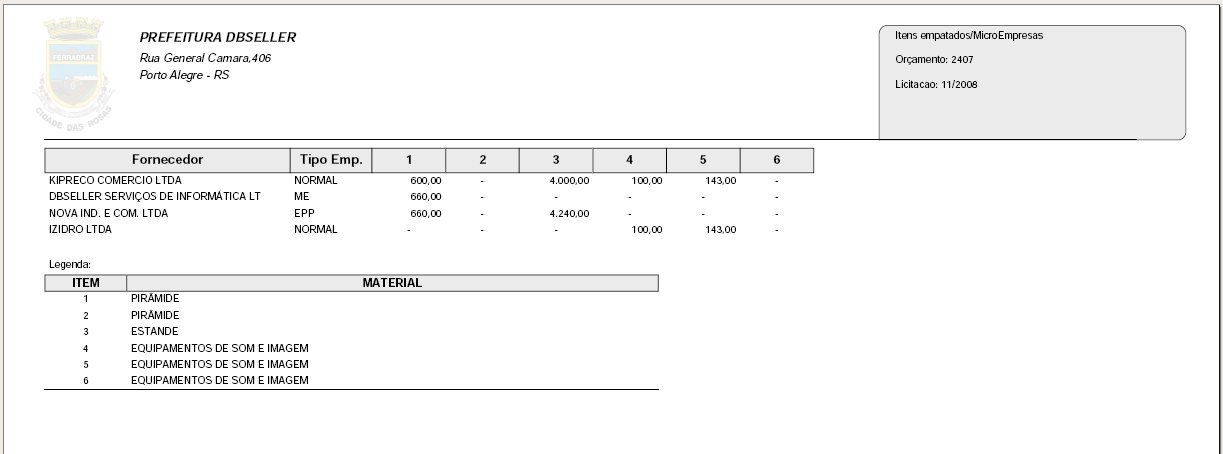 FERRABRAZ
CIDADE DAS ROSAS
PREFEITURA DBSELLER
Rua General Camara,406
Porto Alegre - RS
Itens empatados/MicroEmpresas
Orçamento: 2407
Licitacao: 11/2008
Fornecedor Tipo Emp. 1 2 3 4 5 6
KIPRECO COMERCIO LTDA NORMAL 600,00 - 4.000,00 100,00 143,00 -
DBSELLER SERVIÇOS DE INFORMÁTICA LT ME 660,00 - - - - -
NOVA IND. E COM. LTDA EPP 660,00 - 4.240,00 - - -
IZIDRO LTDA NORMAL - - - 100,00 143,00 -
Legenda:
ITEM MATERIAL
1 PIRÂMIDE
2 PIRÂMIDE
3 ESTANDE
4 EQUIPAMENTOS DE SOM E IMAGEM
5 EQUIPAMENTOS DE SOM E IMAGEM
6 EQUIPAMENTOS DE SOM E IMAGEM